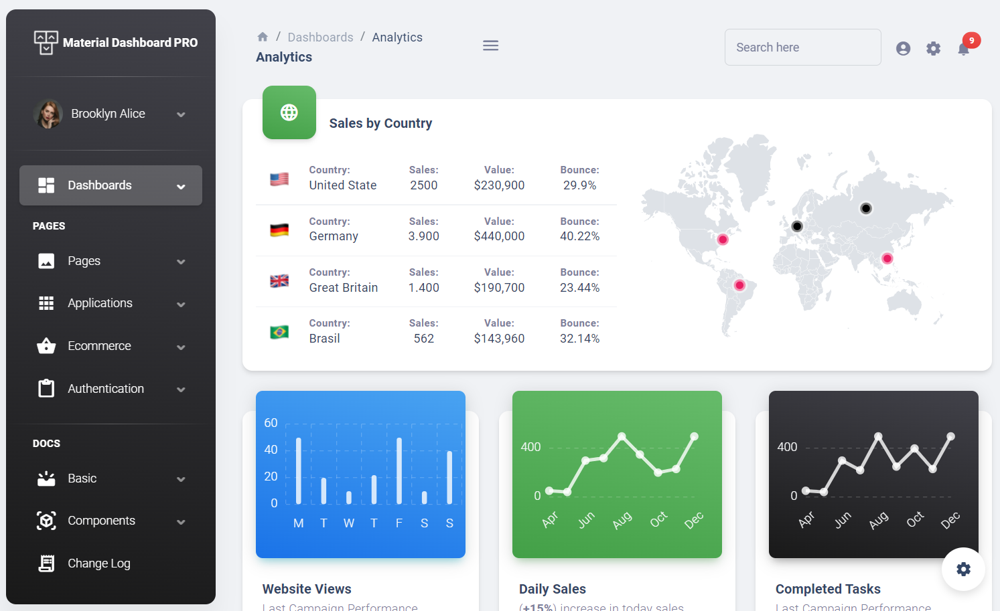 Material Dashboard PRO
Brooklyn Alice
Dashboards
PAGES
Pages
Applications
Ecommerce
Authentication
DOCS
Basic
Components
Change Log
/ Dashboards / Analytics
Analytics
Search here
9
Sales by Country
Country: Sales: Value: Bounce:
United State 2500 $230,900 29.9%
Country: Sales: Value: Bounce:
Germany 3.900 $440,000 40.22%
Country: Sales: Value: Bounce:
Great Britain 1.400 $190,700 23.44%
Country: Sales: Value: Bounce:
Brasil 562 $143,960 32.14%
60
40
20
0
M T W T F S S
Website Views
Last Campaign Performance
400
0
Apr Jun Aug Oct Dec
Daily Sales
(+15%) increase in today sales
400
0
Apr Jun Aug Oct Dec
Completed Tasks
Last Campaign Performance